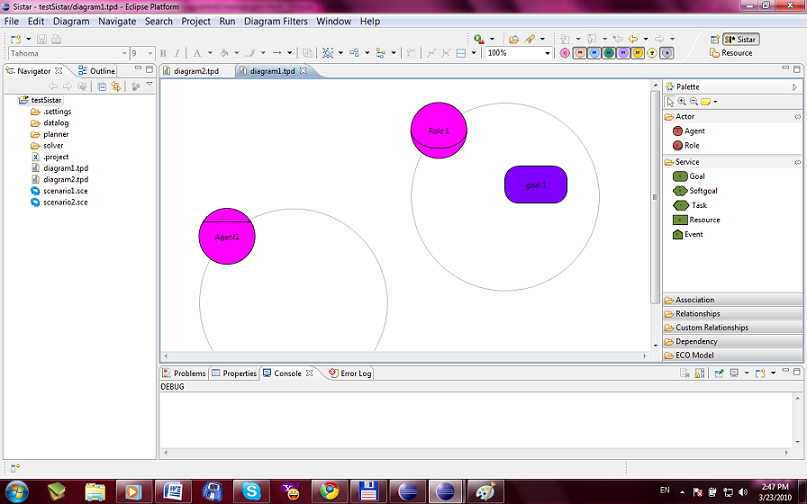 Sistar - testSistar/diagram1.tpd - Eclipse Platform
File Diagram Navigate Search Project Run Diagram Filters Window Help
Tahoma 9 B I A 100% Sistar
Resource
Navigator Outline
diagram2.tpd diagram1.tpd
testSistar
.settings
datalog
planner
solver
.project
diagram1.tpd
diagram2.tpd
scenario1.sce
scenario2.sce
Role 1
goal 1
Agent1
Palette
Actor
Agent
Role
Service
Goal
Softgoal
Task
Resource
Event
Association
Relationships
Custom Relationships
Dependency
ECO Model
Problems Properties Console Error Log
DEBUG
EN
2:47 PM
3/23/2010